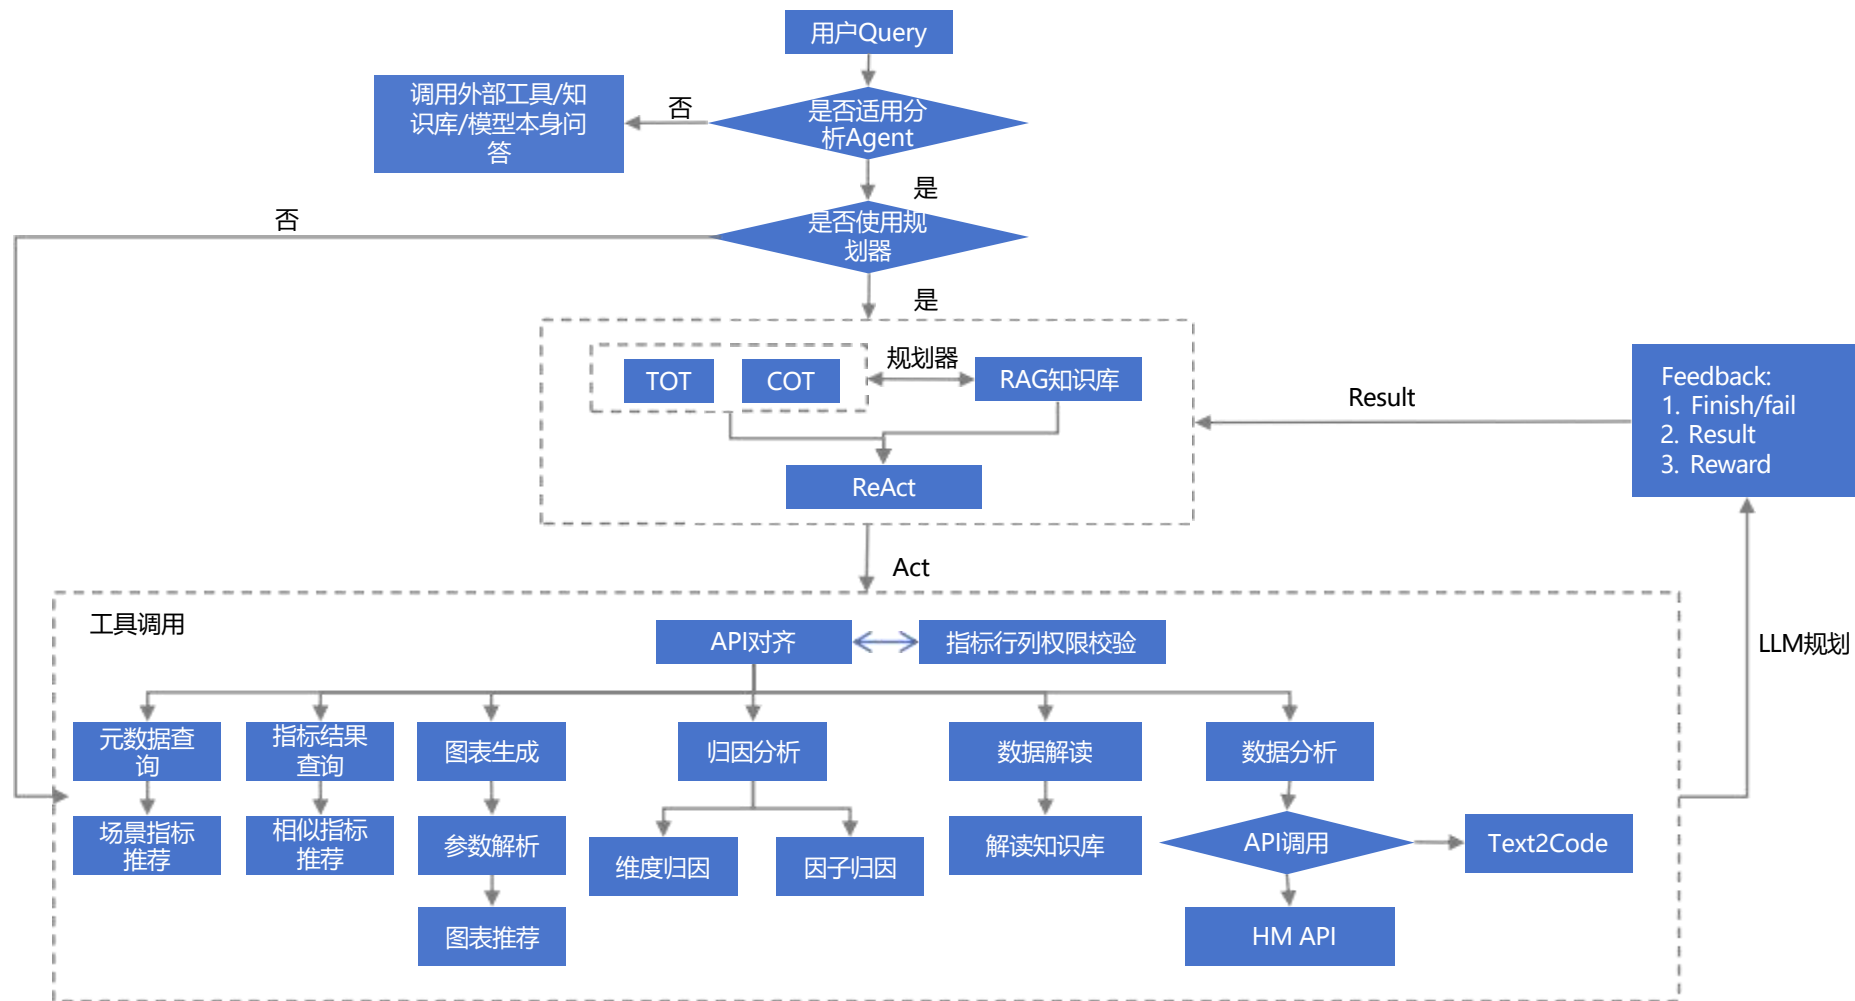 用户Query
调用外部工具/知
识库/模型本身问
答
否
是否适用分
析Agent
是
否
是否使用规
划器
是
TOT
COT
规划器
RAG知识库
ReAct
Result
Feedback:
1. Finish/fail
2. Result
3. Reward
Act
LLM规划
工具调用
API对齐
指标行列权限校验
元数据查
询
指标结果
查询
图表生成
归因分析
数据解读
数据分析
场景指标
推荐
相似指标
推荐
参数解析
维度归因
因子归因
解读知识库
API调用
Text2Code
图表推荐
HM API